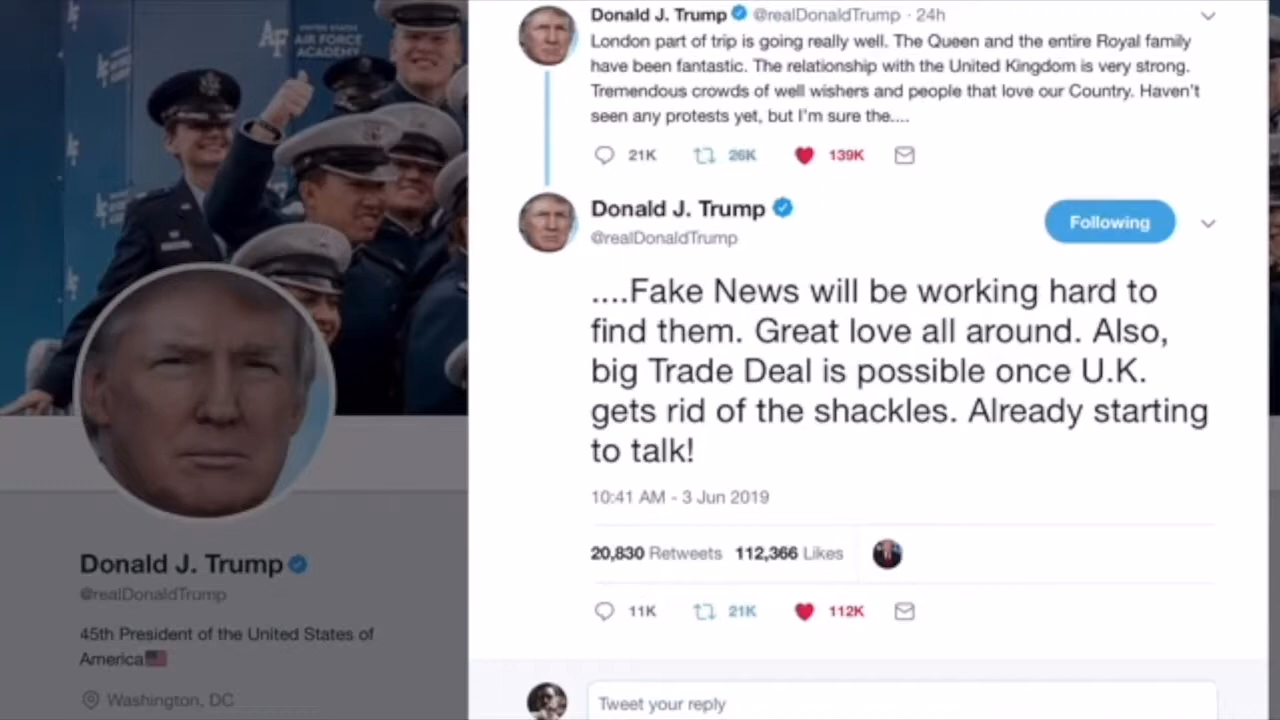 UNITED STATES
AIR FORCE
ACADEMY
AF
Donald J. Trump @realDonaldTrump · 24h
London part of trip is going really well. The Queen and the entire Royal family
have been fantastic. The relationship with the United Kingdom is very strong.
Tremendous crowds of well wishers and people that love our Country. Haven't
seen any protests yet, but I'm sure the....
21K 26K 139K
Donald J. Trump
@realDonaldTrump
Following
....Fake News will be working hard to
find them. Great love all around. Also,
big Trade Deal is possible once U.K.
gets rid of the shackles. Already starting
to talk!
10:41 AM - 3 Jun 2019
20,830 Retweets 112,366 Likes
11K 21K 112K
Tweet your reply
Donald J. Trump
@realDonaldTrump
45th President of the United States of
America🇺🇸
Washington, DC